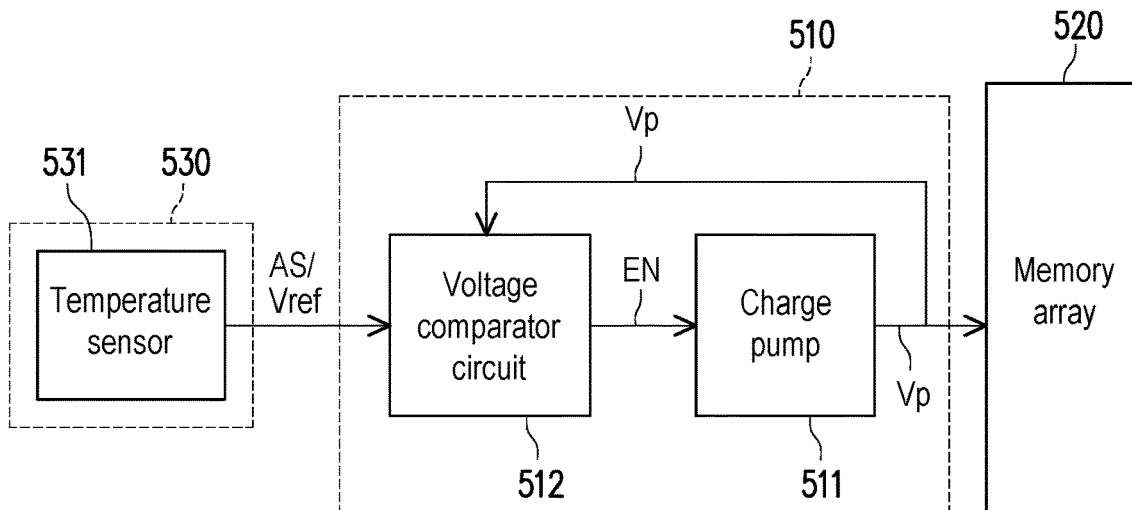 510
520
Vp
531
530
Temperature
sensor
AS/
Vref
Voltage
comparator
circuit
EN
Charge
pump
Vp
Memory
array
512
511